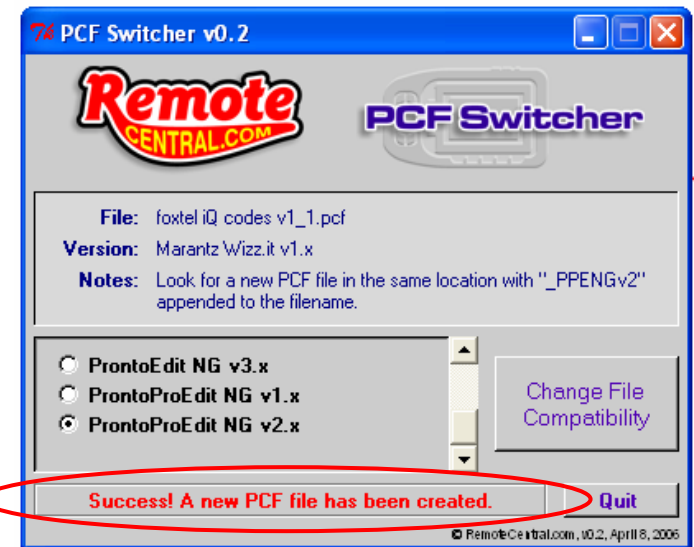 PCF Switcher v0.2
Remote
CENTRAL.COM
PCF Switcher
File: foxtel iQ codes v1_1.pcf
Version: Marantz Wizz.it v1.x
Notes: Look for a new PCF file in the same location with "_PPENGv2"
appended to the filename.
ProntoEdit NG v3.x
ProntoProEdit NG v1.x
ProntoProEdit NG v2.x
Change File
Compatibility
Success! A new PCF file has been created.
Quit
© RemoteCentral.com, v0.2, April 8, 2006